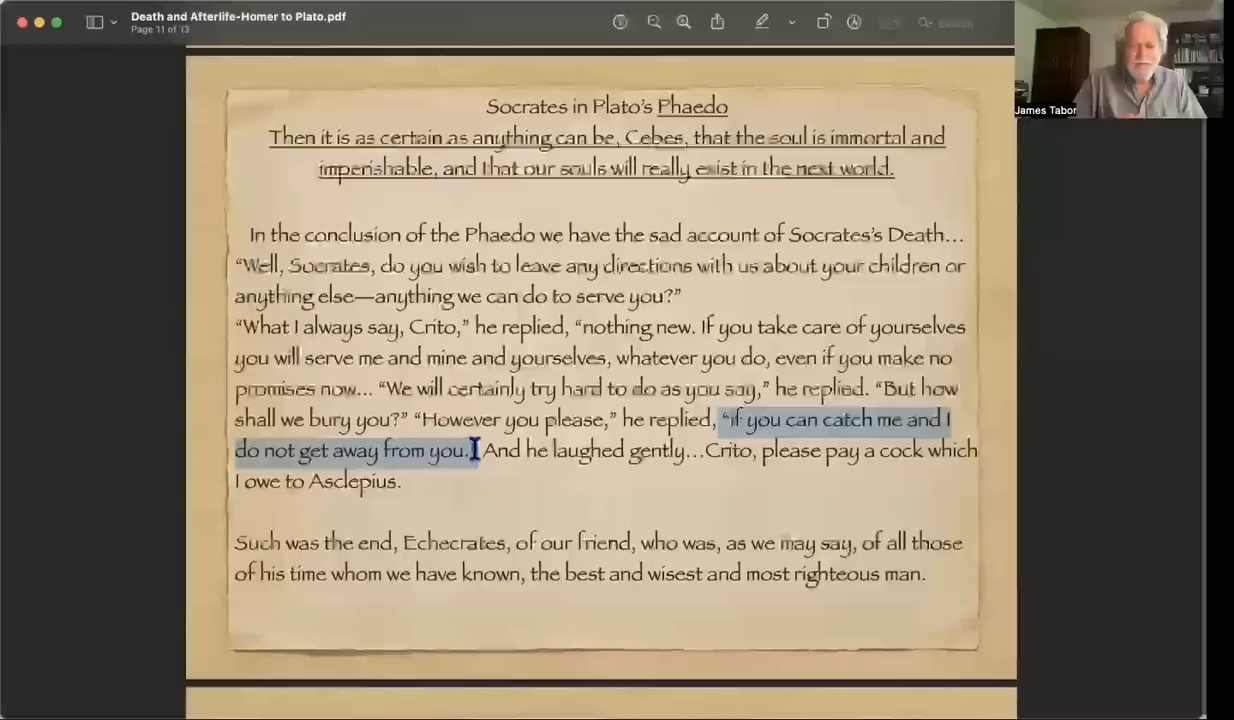 Death and Afterlife-Homer to Plato.pdf
Page 11 of 13
Search
James Tabor
Socrates in Plato's Phaedo
Then it is as certain as anything can be, Cebes, that the soul is immortal and
imperishable, and that our souls will really exist in the next world.
In the conclusion of the Phaedo we have the sad account of Socrates's Death…
“Well, Socrates, do you wish to leave any directions with us about your children or
anything else—anything we can do to serve you?”
“What I always say, Crito,” he replied, “nothing new. If you take care of yourselves
you will serve me and mine and yourselves, whatever you do, even if you make no
promises now… “We will certainly try hard to do as you say,” he replied. “But how
shall we bury you?” “However you please,” he replied, “if you can catch me and I
do not get away from you. And he laughed gently…Crito, please pay a cock which
I owe to Asclepius.
Such was the end, Echecrates, of our friend, who was, as we may say, of all those
of his time whom we have known, the best and wisest and most righteous man.